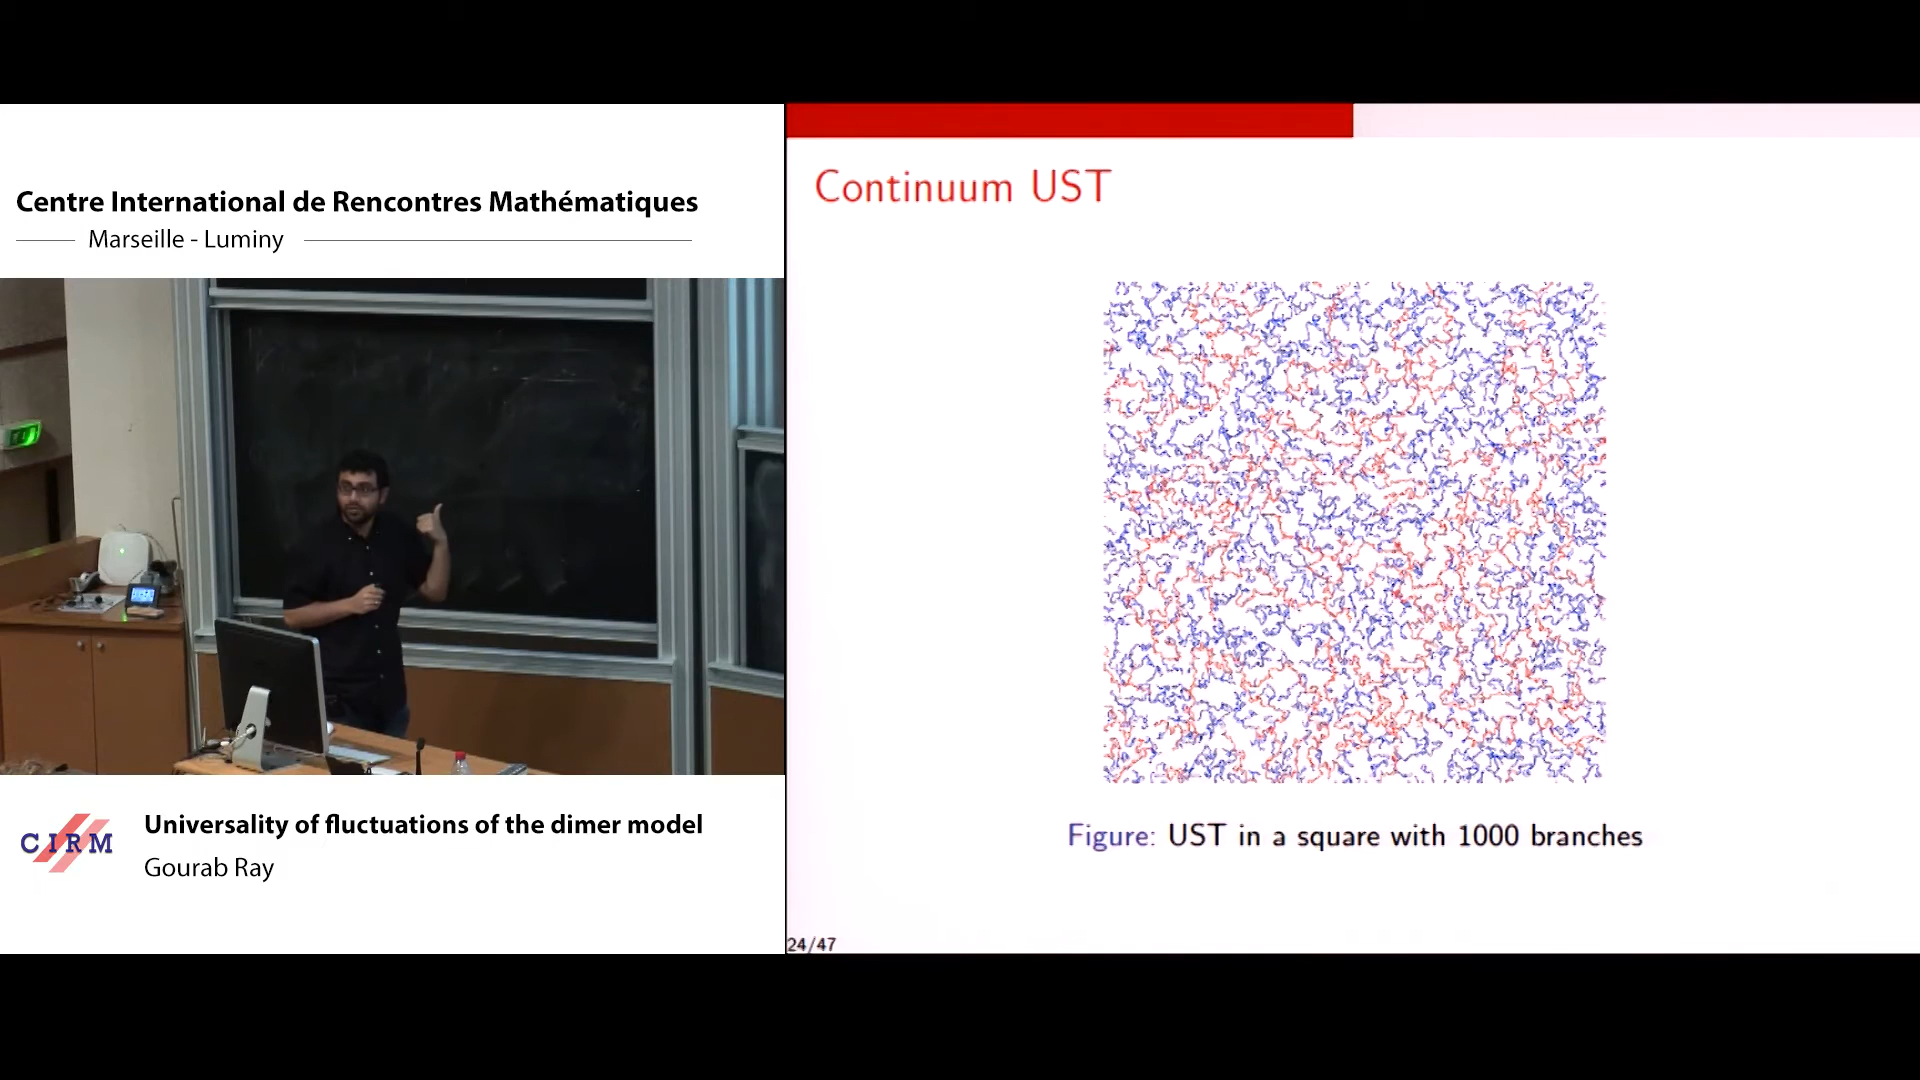 Centre International de Rencontres Mathématiques
Marseille - Luminy
CIRM
Universality of fluctuations of the dimer model
Gourab Ray
Continuum UST
Figure: UST in a square with 1000 branches
24/47